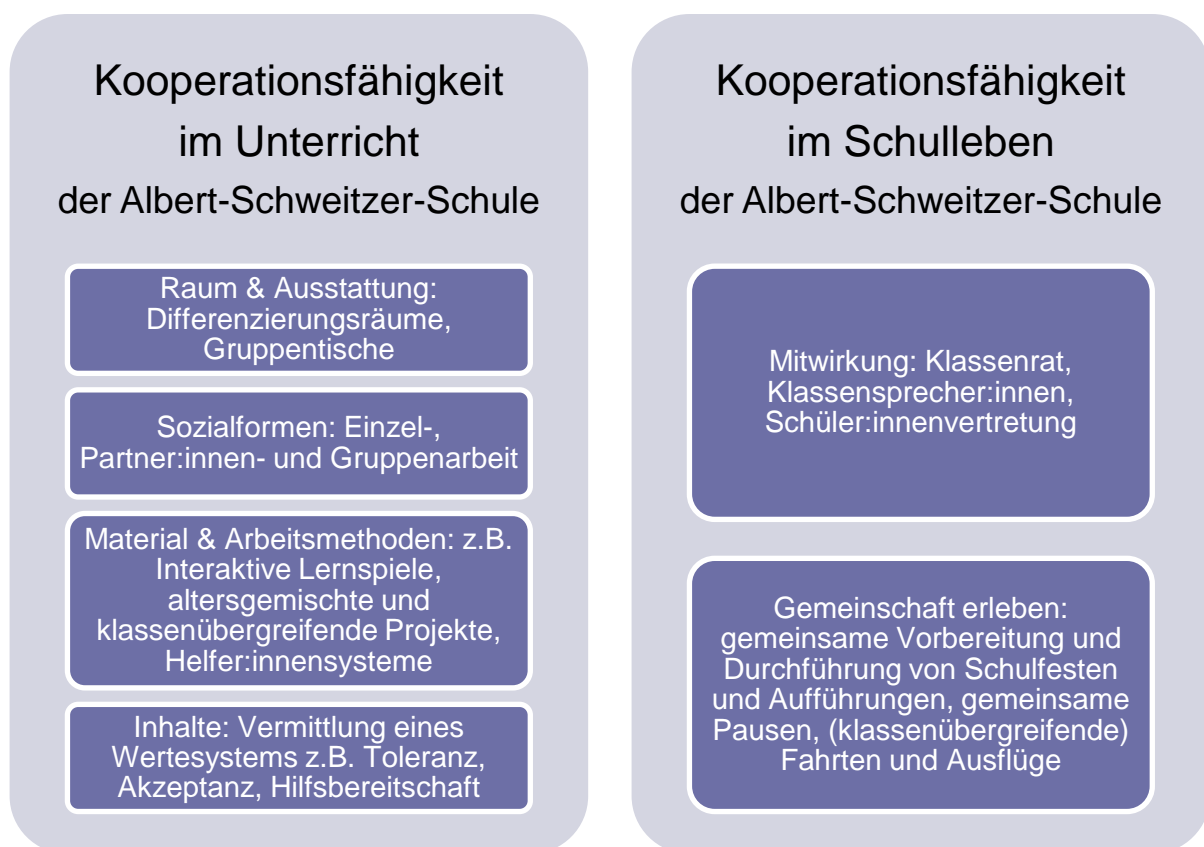 Kooperationsfähigkeit
im Unterricht
der Albert-Schweitzer-Schule
Raum & Ausstattung:
Differenzierungsräume,
Gruppentische
Sozialformen: Einzel-,
Partner:innen- und Gruppenarbeit
Material & Arbeitsmethoden: z.B.
Interaktive Lernspiele,
altersgemischte und
klassenübergreifende Projekte,
Helfer:innensysteme
Inhalte: Vermittlung eines
Wertesystems z.B. Toleranz,
Akzeptanz, Hilfsbereitschaft
Kooperationsfähigkeit
im Schulleben
der Albert-Schweitzer-Schule
Mitwirkung: Klassenrat,
Klassensprecher:innen,
Schüler:innenvertretung
Gemeinschaft erleben:
gemeinsame Vorbereitung und
Durchführung von Schulfesten
und Aufführungen, gemeinsame
Pausen, (klassenübergreifende)
Fahrten und Ausflüge